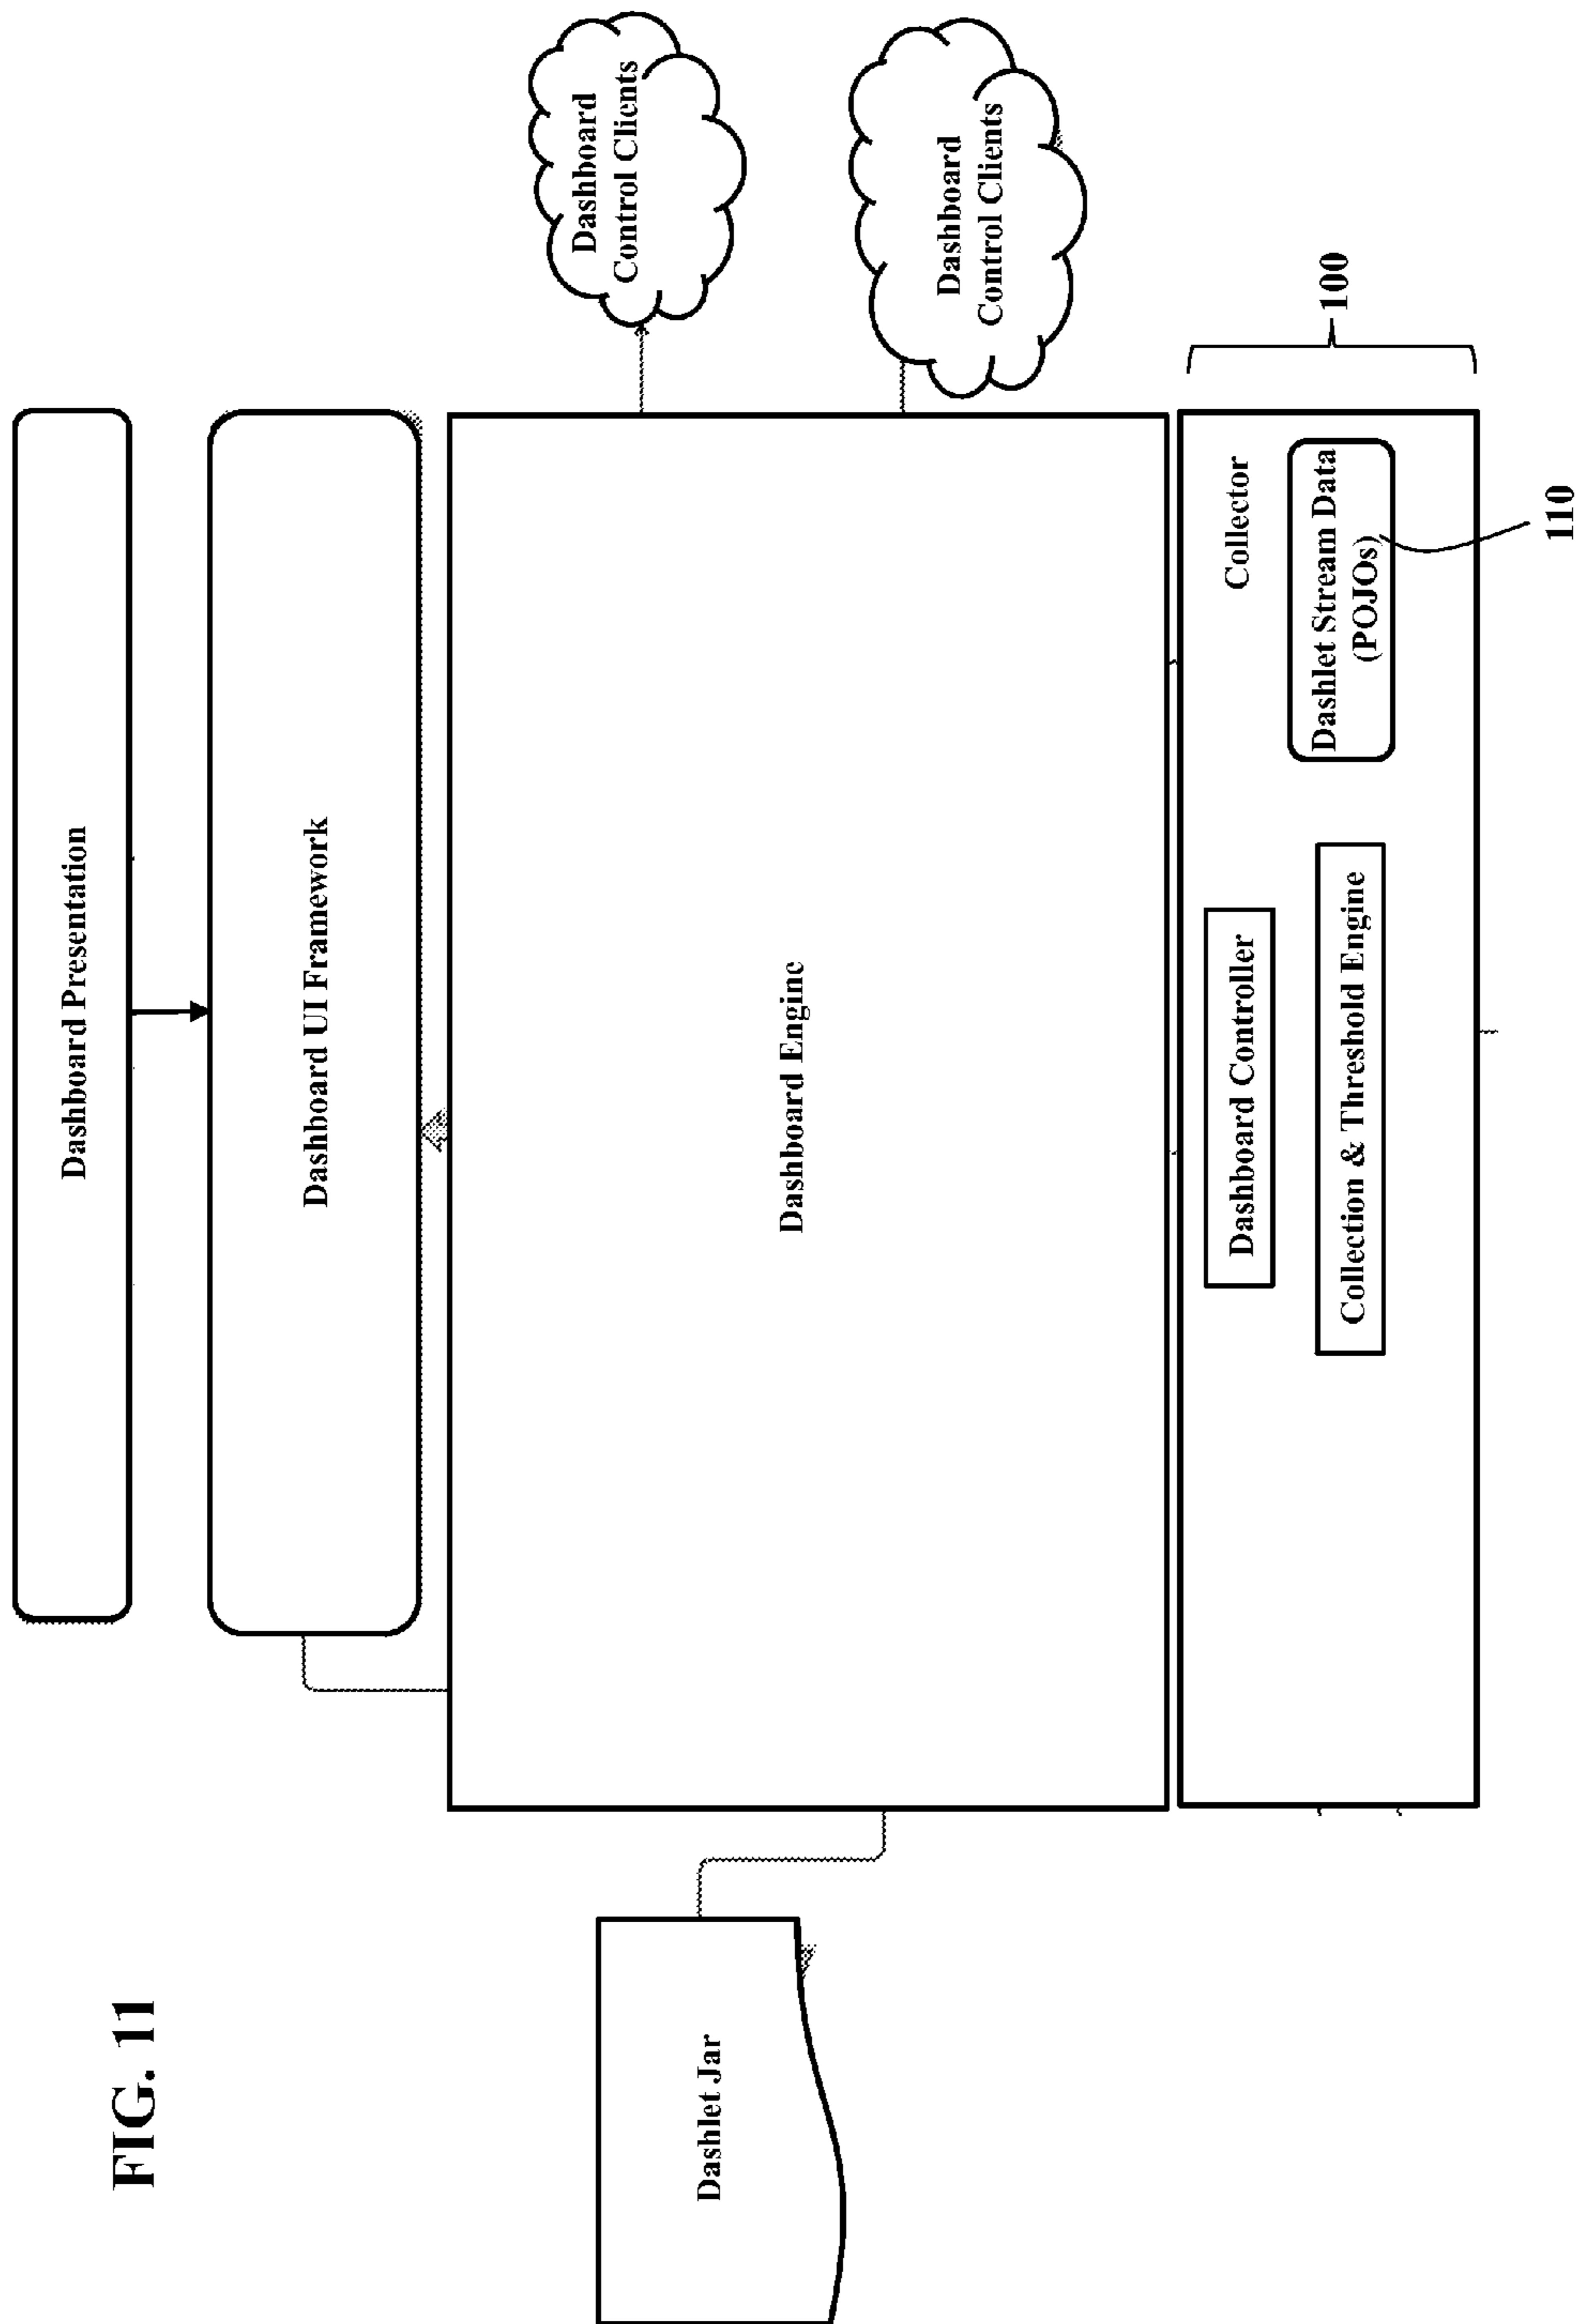 FIG. 11
Dashboard Presentation
Dashboard UI Framework
Dashboard
Control Clients
Dashboard Engine
Dashboard
Control Clients
Dashlet Jar
Dashboard Controller
Collector
Collection & Threshold Engine
Dashlet Stream Data
(POJOs)
100
110